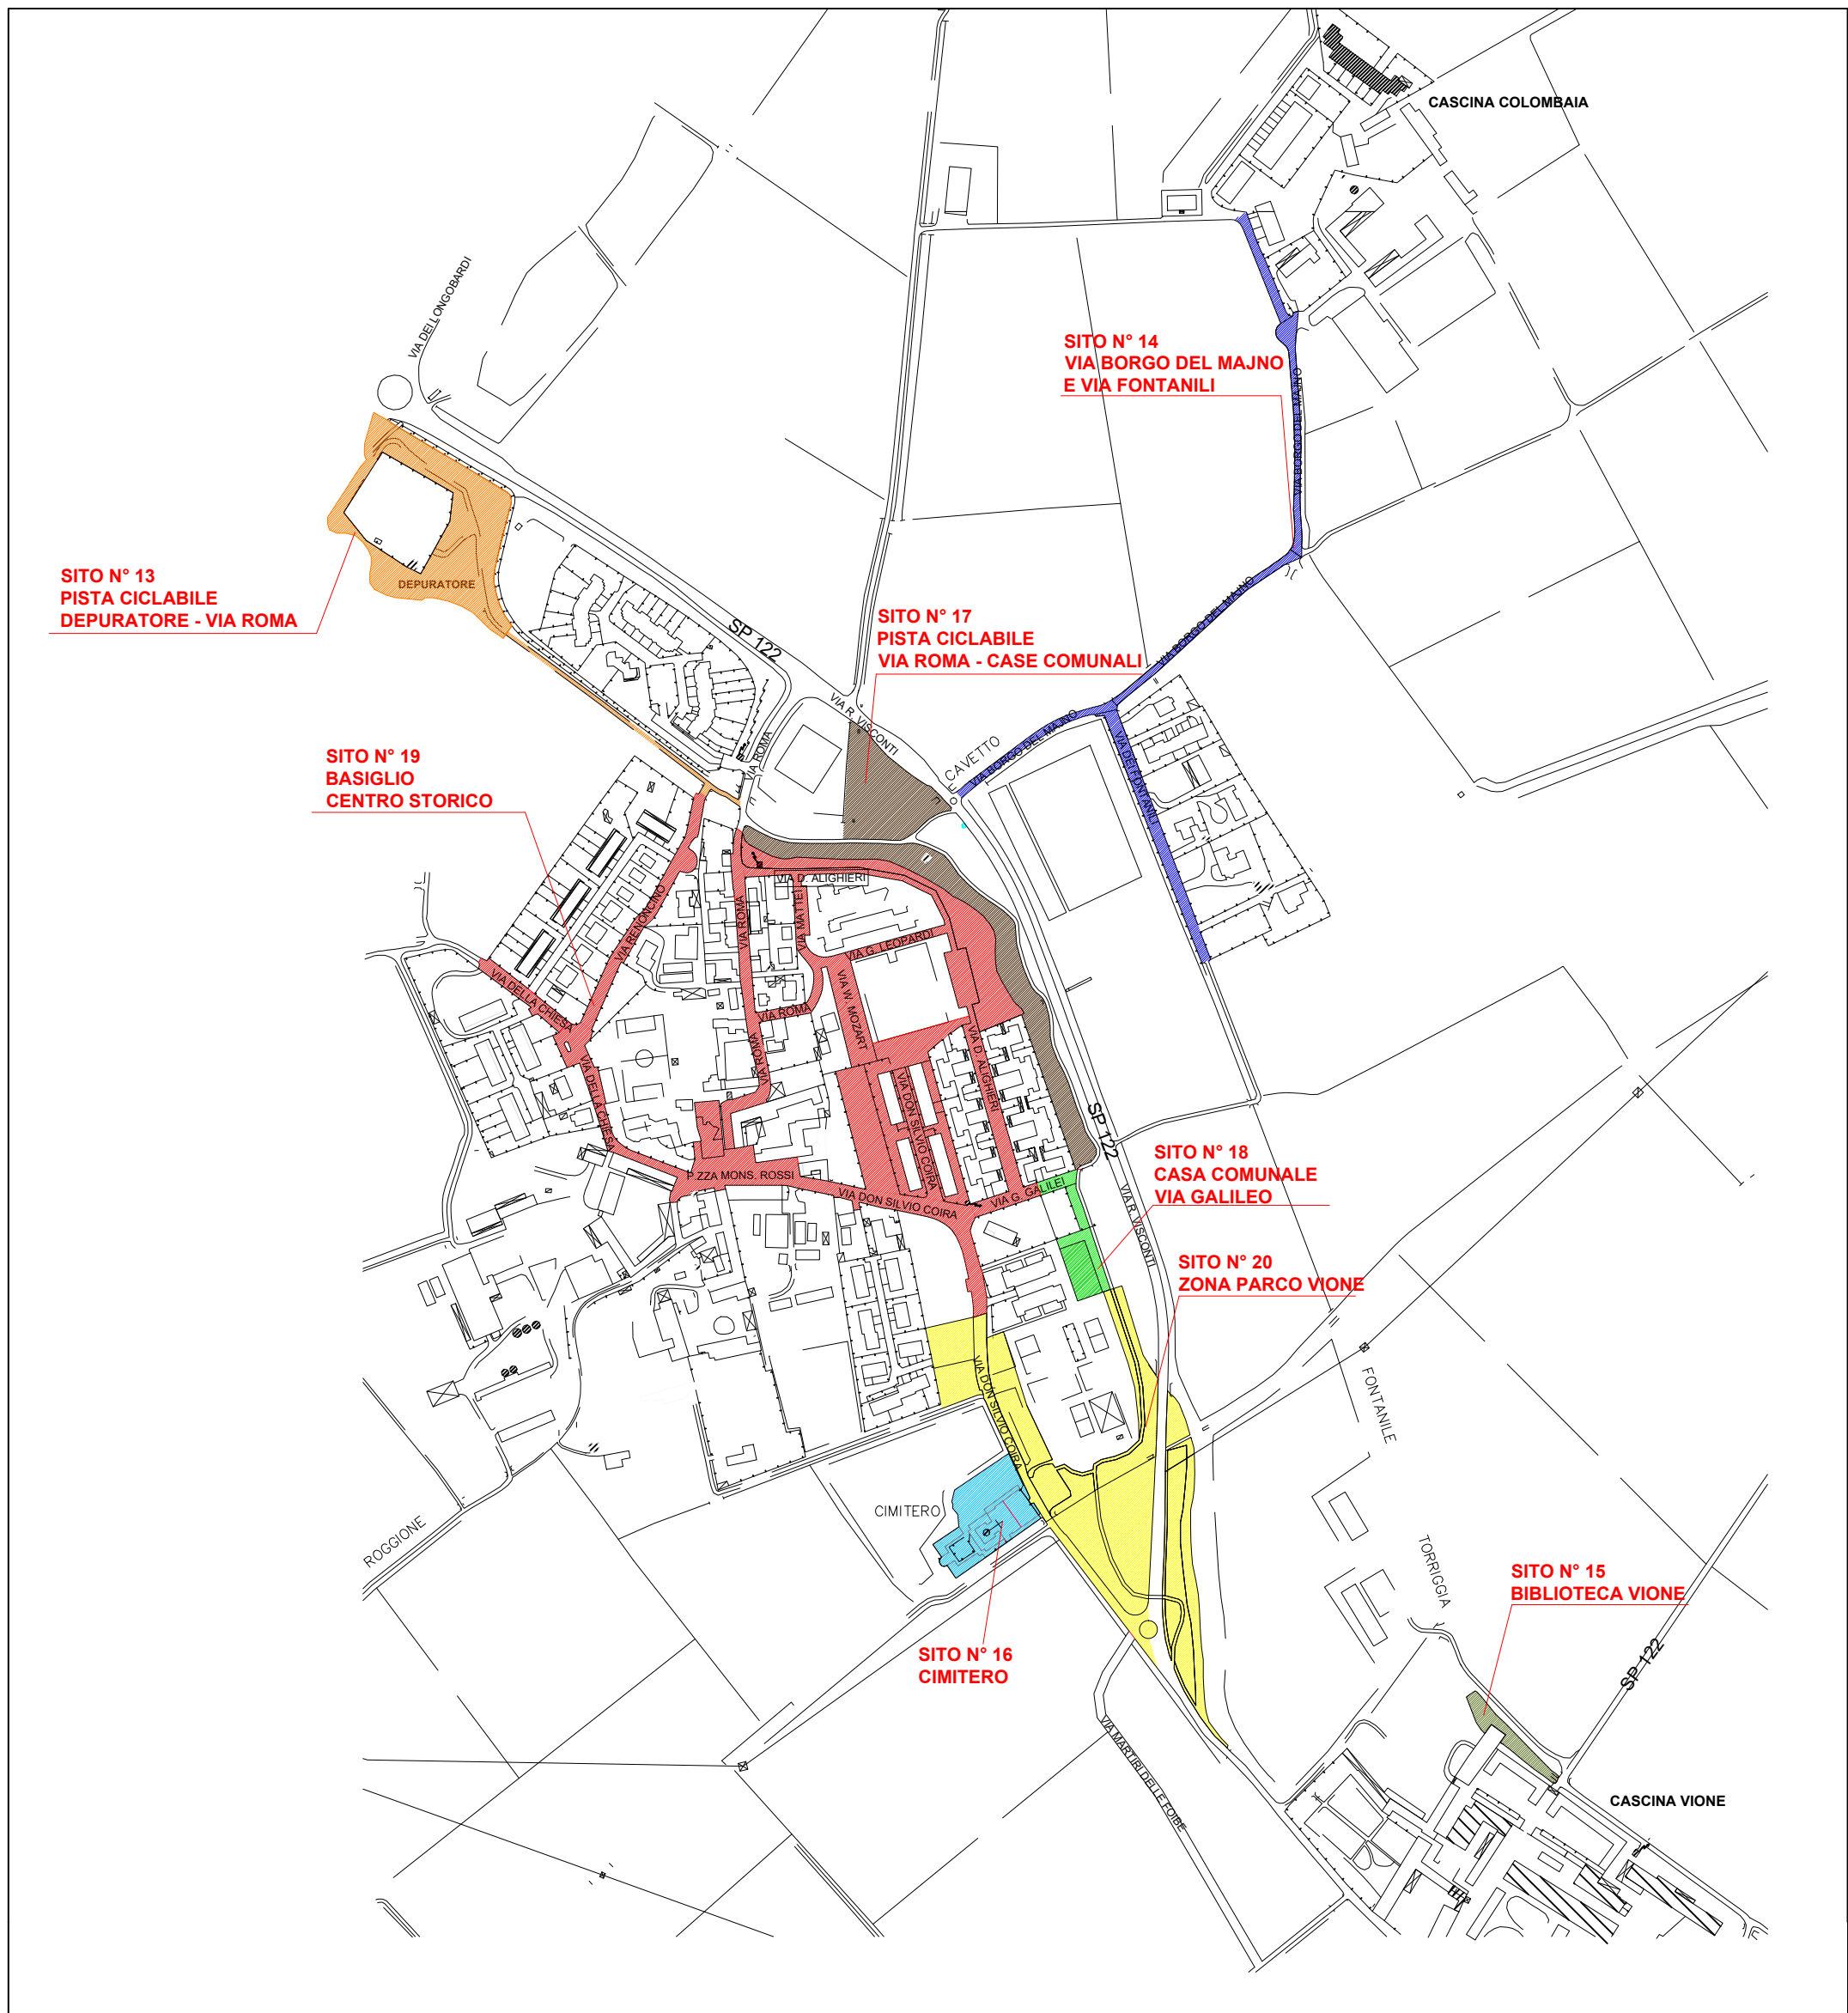 CASCINA COLOMBAIA
VIA DEI LONGOBARDI
SITO N° 14
VIA BORGO DEL MAJNO
E VIA FONTANILI
VIA BORGO DEL MAJNO
SITO N° 13
PISTA CICLABILE
DEPURATORE - VIA ROMA
DEPURATORE
SP 122
SITO N° 17
PISTA CICLABILE
VIA ROMA - CASE COMUNALI
VIA BORGO DEL MAJNO
VIA R. VISCONTI
VIA ROMA
CAVETTO
VIA BORGO DEL MAJNO
VIA DEI FONTANILI
SITO N° 19
BASIGLIO
CENTRO STORICO
VIA D. ALIGHIERI
VIA RENONCINO
VIA ROMA
VIA MATTEI
VIA G. LEOPARDI
VIA DELLA CHIESA
VIA W. MOZART
VIA ROMA
VIA ROMA
VIA D. ALIGHIERI
VIA DELLA CHIESA
VIA DON SILVIO COIRA
SP 122
SITO N° 18
CASA COMUNALE
VIA GALILEO
P.ZZA MONS. ROSSI
VIA DON SILVIO COIRA
VIA G. GALILEI
VIA R. VISCONTI
SITO N° 20
ZONA PARCO VIONE
VIA DON SILVIO COIRA
FONTANILE
CIMITERO
ROGGIONE
TORRIGGIA
SITO N° 15
BIBLIOTECA VIONE
SITO N° 16
CIMITERO
SP 122
VIA MARTIRI DELLE FOIBE
CASCINA VIONE